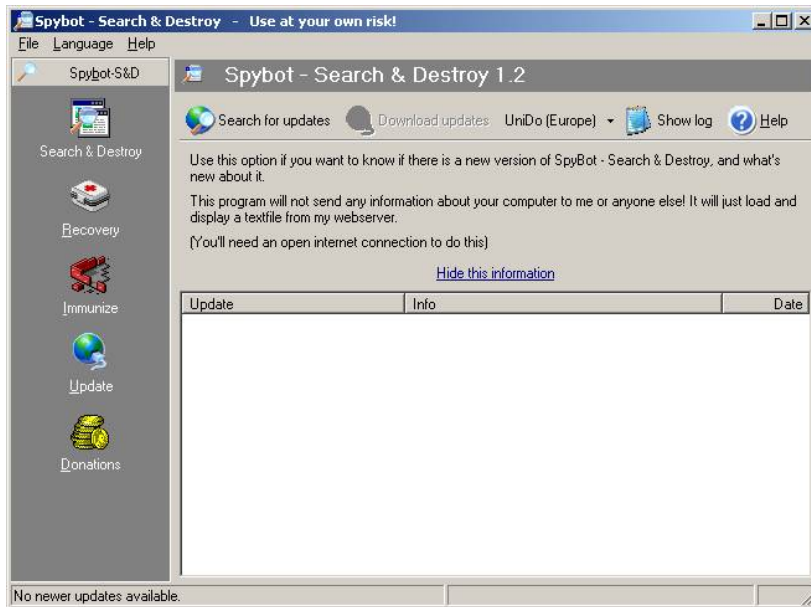 Spybot - Search & Destroy - Use at your own risk!
File Language Help
Spybot-S&D
Search & Destroy
Recovery
Immunize
Update
Donations
Spybot - Search & Destroy 1.2
Search for updates Download updates UniDo (Europe) Show log Help
Use this option if you want to know if there is a new version of SpyBot - Search & Destroy, and what's
new about it.
This program will not send any information about your computer to me or anyone else! It will just load and
display a textfile from my webserver.
(You'll need an open internet connection to do this)
Hide this information
Update Info Date
No newer updates available.